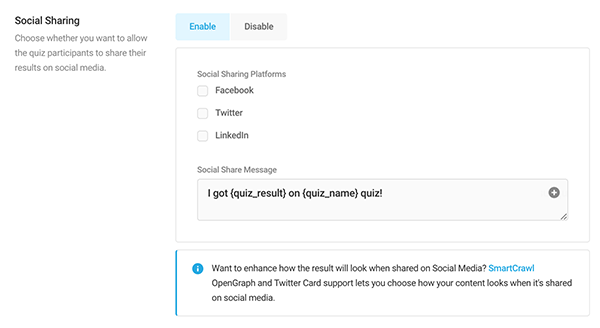 Social Sharing
Choose whether you want to allow
the quiz participants to share their
results on social media.
Enable
Disable
Social Sharing Platforms
Facebook
Twitter
LinkedIn
Social Share Message
I got {quiz_result} on {quiz_name} quiz!
Want to enhance how the result will look when shared on Social Media? SmartCrawl
OpenGraph and Twitter Card support lets you choose how your content looks when it's shared
on social media.